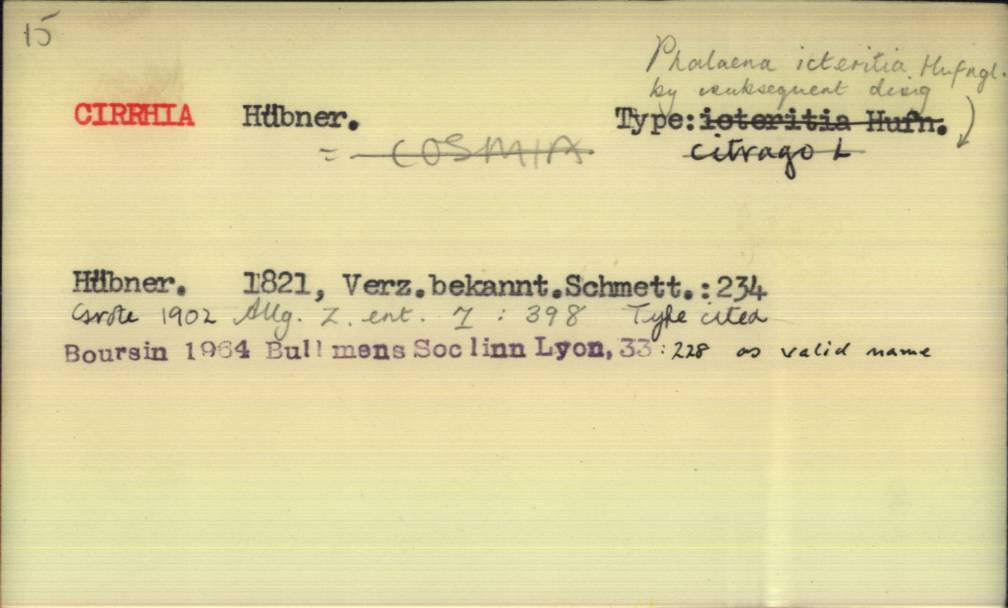 15
Phalaena icteritia Hufngl.
by subsequent desig
CIRRHIA Hübner. Type: icteritia Hufn.
= COSMIA citrago L
Hübner. 1821, Verz.bekannt.Schmett.:234
Grote 1902 Allg. Z. ent. 7 : 398 Type cited
Boursin 1964 Bull mens Soc linn Lyon, 33 : 228 as valid name